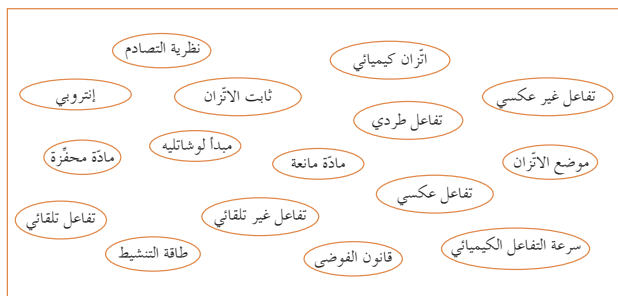 نظرية التصادم
اتّزان كيميائي
إنتروبي
ثابت الاتّزان
تفاعل غير عكسي
تفاعل طردي
مبدأ لوشاتليه
مادّة محفِّزة
مادّة مانعة
موضع الاتّزان
تفاعل عكسي
تفاعل تلقائي
تفاعل غير تلقائي
طاقة التنشيط
قانون الفوضى
سرعة التفاعل الكيميائي